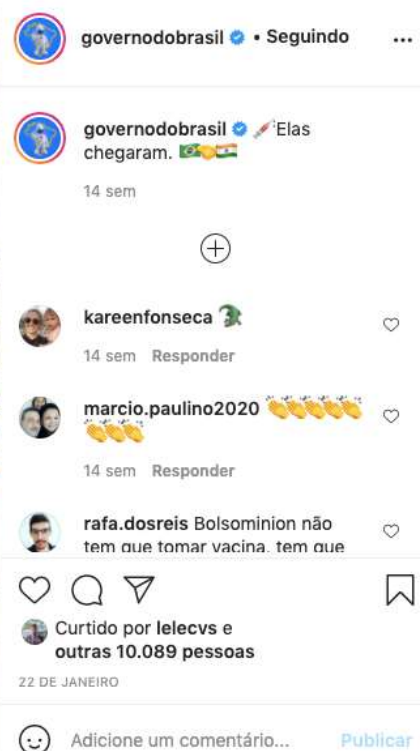 governodobrasil • Seguindo
governodobrasil 💉Elas
chegaram. 🇧🇷🤝🇮🇳
14 sem
kareenfonseca 🐊
14 sem Responder
marcio.paulino2020 👏👏👏👏👏
👏👏👏
14 sem Responder
rafa.dosreis Bolsominion não
tem que tomar vacina, tem que
Curtido por lelecvs e
outras 10.089 pessoas
22 DE JANEIRO
Adicione um comentário... Publicar